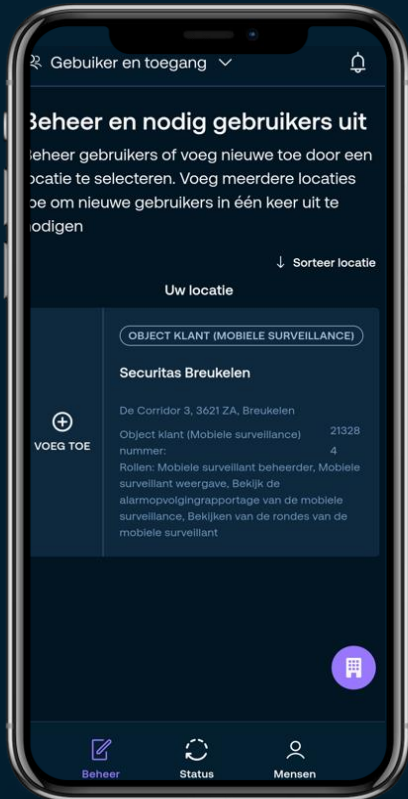 Gebuiker en toegang
Beheer en nodig gebruikers uit
Beheer gebruikers of voeg nieuwe toe door een
locatie te selecteren. Voeg meerdere locaties
toe om nieuwe gebruikers in één keer uit te
nodigen
↓ Sorteer locatie
Uw locatie
OBJECT KLANT (MOBIELE SURVEILLANCE)
Securitas Breukelen
De Corridor 3, 3621 ZA, Breukelen
Object klant (Mobiele surveillance) 21328
nummer: 4
Rollen: Mobiele surveillant beheerder, Mobiele
surveillant weergave, Bekijk de
alarmopvolgingrapportage van de mobiele
surveillance, Bekijken van de rondes van de
mobiele surveillant
VOEG TOE
Beheer
Status
Mensen